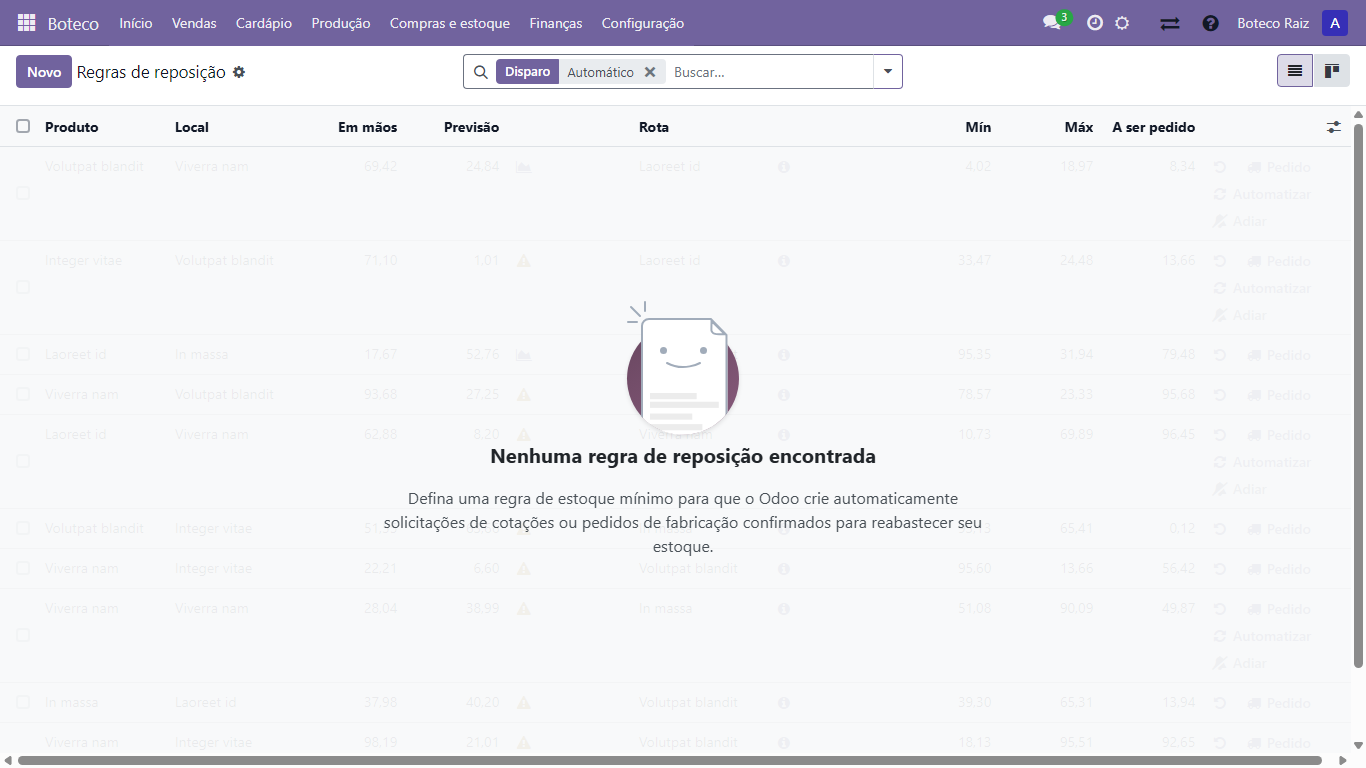 Boteco Início Vendas Cardápio Produção Compras e estoque Finanças Configuração 3 Boteco Raiz A
Novo Regras de reposição Disparo Automático Buscar...
Produto Local Em mãos Previsão Rota Mín Máx A ser pedido
Volutpat blandit Viverra nam 69,42 24,84 Laoreet id 4,02 18,97 8,34 Pedido
Automatizar
Adiar
Integer vitae Volutpat blandit 71,10 1,01 Laoreet id 33,47 24,48 13,66 Pedido
Automatizar
Adiar
Laoreet id In massa 17,67 52,76 95,35 31,94 79,48 Pedido
Viverra nam Volutpat blandit 93,68 27,25 78,57 23,33 95,68 Pedido
Laoreet id Viverra nam 62,88 8,20 Viverra nam 10,73 69,89 96,45 Pedido
Nenhuma regra de reposição encontrada
Automatizar
Adiar
Defina uma regra de estoque mínimo para que o Odoo crie automaticamente
solicitações de cotações ou pedidos de fabricação confirmados para reabastecer seu
estoque.
Volutpat blandit Integer vitae 65,41 0,12 Pedido
Viverra nam Integer vitae 22,21 6,60 Volutpat blandit 95,60 13,66 56,42 Pedido
Viverra nam Viverra nam 28,04 38,99 In massa 51,08 90,09 49,87 Pedido
Automatizar
Adiar
In massa Laoreet id 37,98 40,20 Volutpat blandit 39,30 65,31 13,94 Pedido
Viverra nam Integer vitae 98,19 21,01 Volutpat blandit 18,13 95,51 92,65 Pedido